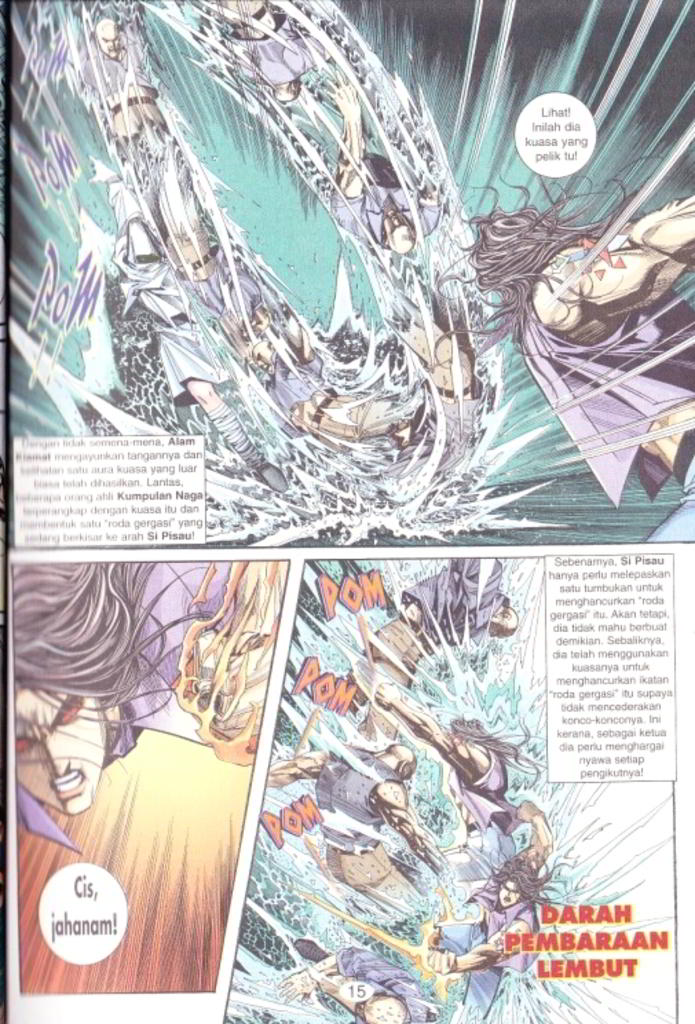 POM
POM
POM
Lihat!
Inilah dia
kuasa yang
pelik tu!
Dengan tidak semena-mena, Alam
Kiamat mengayunkan tangannya dan
kelihatan satu aura kuasa yang luar
biasa telah dihasilkan. Lantas,
beberapa orang ahli Kumpulan Naga
terperangkap dengan kuasa itu dan
membentuk satu "roda gergasi" yang
sedang berkisar ke arah Si Pisau!
Cis,
jahanam!
POM
POM
POM
Sebenarnya, Si Pisau
hanya perlu melepaskan
satu tumbukan untuk
menghancurkan "roda
gergasi" itu. Akan tetapi,
dia tidak mahu berbuat
demikian. Sebaliknya,
dia telah menggunakan
kuasanya untuk
menghancurkan ikatan
"roda gergasi" itu supaya
tidak mencederakan
konco-konconya. Ini
kerana, sebagai ketua
dia perlu menghargai
nyawa setiap
pengikutnya!
DARAH
PEMBARAAN
LEMBUT
15